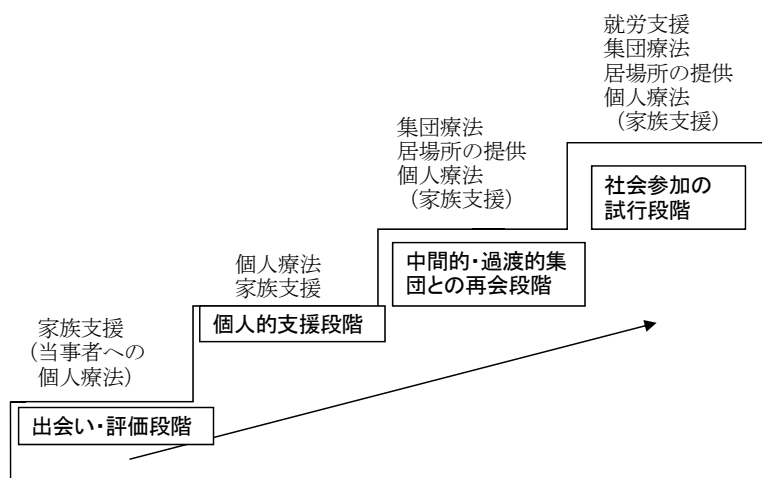 就労支援
集団療法
居場所の提供
個人療法
（家族支援）
社会参加の
試行段階
集団療法
居場所の提供
個人療法
（家族支援）
中間的・過渡的集
団との再会段階
個人療法
家族支援
個人的支援段階
家族支援
（当事者への
個人療法）
出会い・評価段階